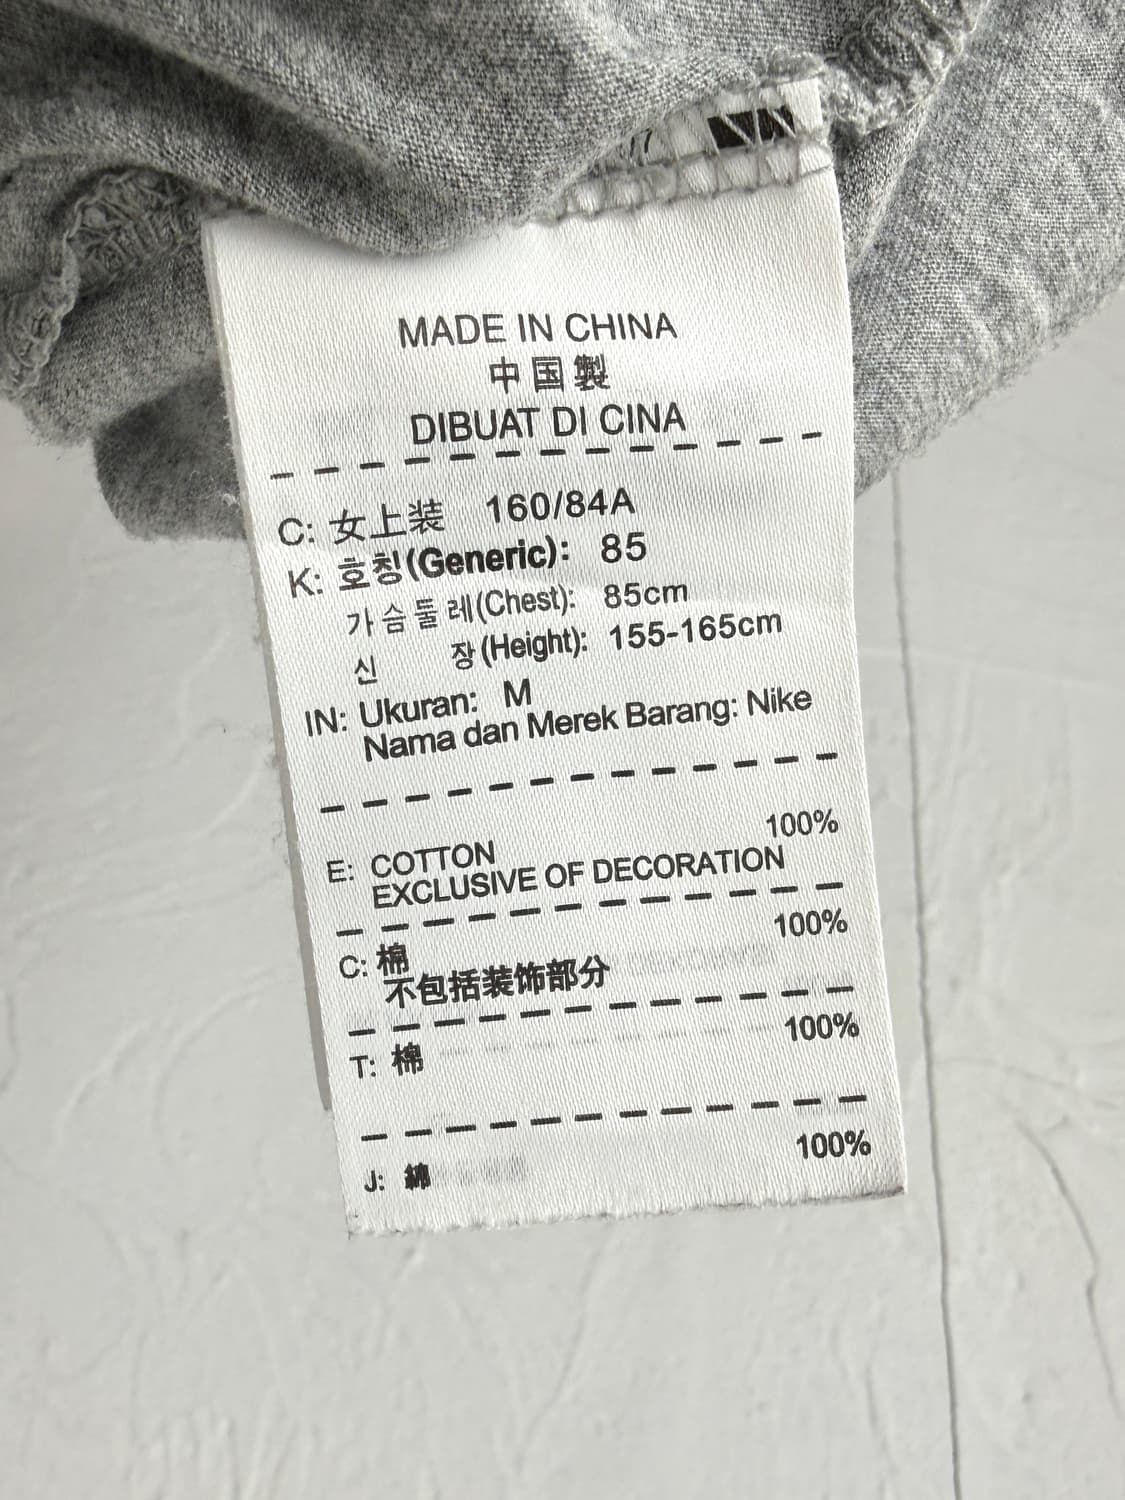 MADE IN CHINA
中国製
DIBUAT DI CINA
C: 女上装 160/84A
K: 호칭(Generic): 85
가슴둘레(Chest): 85cm
신 장(Height): 155-165cm
IN: Ukuran: M
Nama dan Merek Barang: Nike
E: COTTON 100%
EXCLUSIVE OF DECORATION
C: 棉 100%
不包括装饰部分
T: 棉 100%
J: 綿 100%